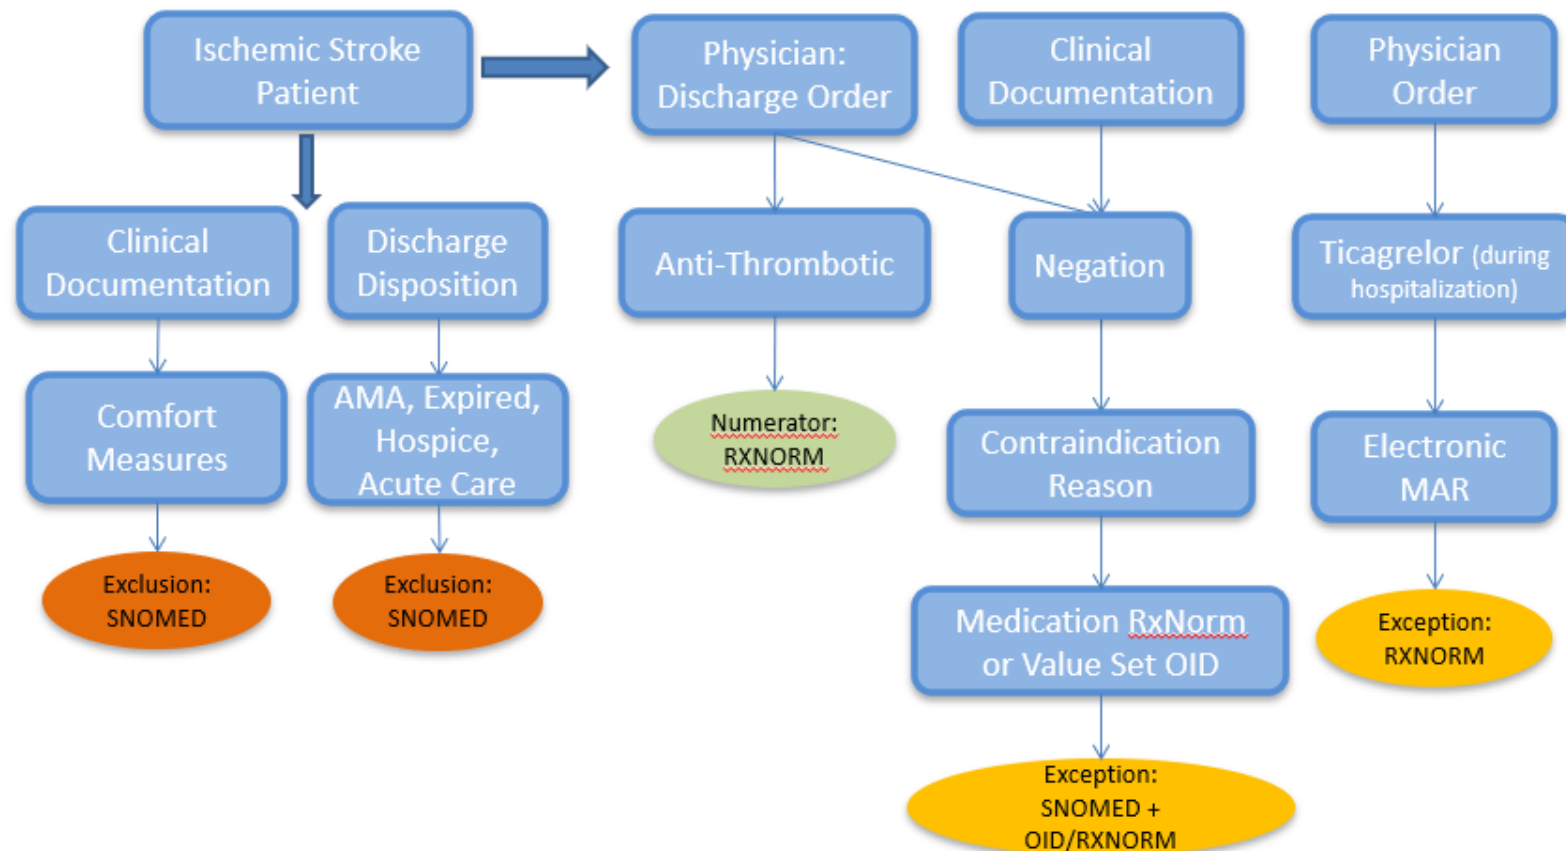 Ischemic Stroke
Patient
Physician:
Discharge Order
Clinical
Documentation
Physician
Order
Clinical
Documentation
Discharge
Disposition
Anti-Thrombotic
Negation
Ticagrelor (during
hospitalization)
Comfort
Measures
AMA, Expired,
Hospice,
Acute Care
Numerator:
RXNORM
Contraindication
Reason
Electronic
MAR
Exclusion:
SNOMED
Exclusion:
SNOMED
Medication RxNorm
or Value Set OID
Exception:
RXNORM
Exception:
SNOMED +
OID/RXNORM